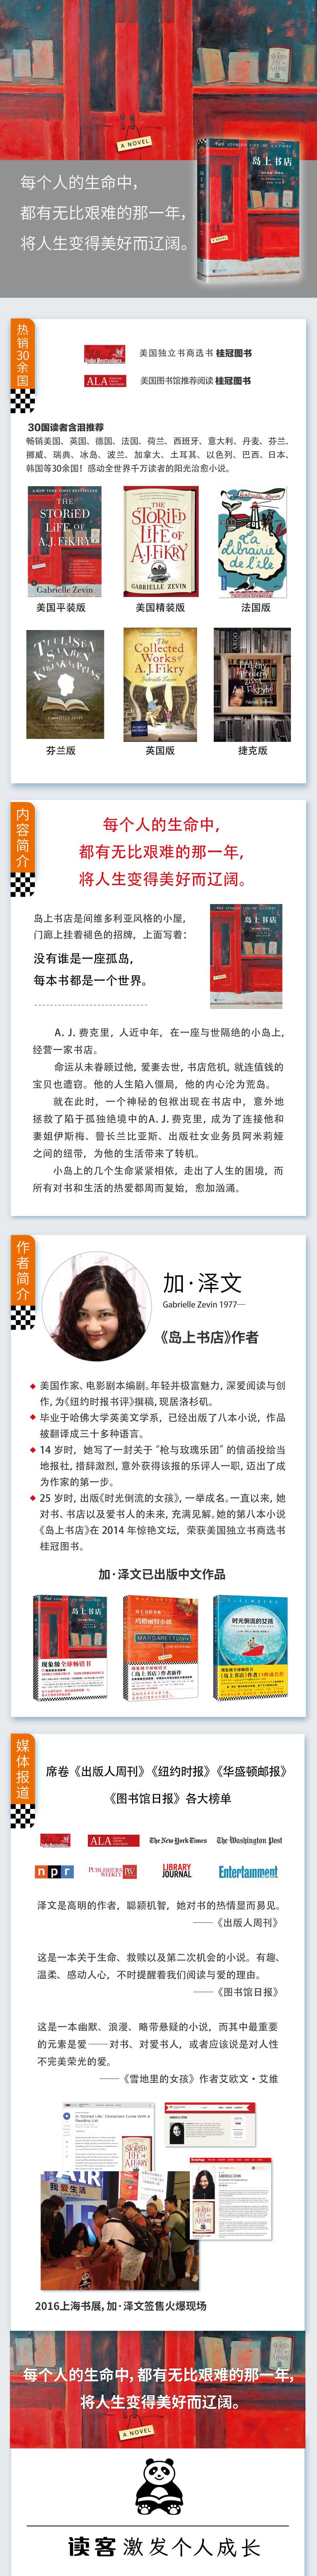 A NOVEL
THE STORIED LIFE OF A.J.FIKRY
岛上书店
A NOVEL
每个人的生命中，
都有无比艰难的那一年，
将人生变得美好而辽阔。
热销30余国
Indie Bestsellers
美国独立书商选书 桂冠图书
ALA
美国图书馆推荐阅读 桂冠图书
30国读者含泪推荐
畅销美国、英国、德国、法国、荷兰、西班牙、意大利、丹麦、芬兰、
挪威、瑞典、冰岛、波兰、加拿大、土耳其、以色列、巴西、日本、
韩国等30余国！感动全世界千万读者的阳光治愈小说。
THE STORiED LiFE OF A.J.FiKRY
Gabrielle Zevin
THE STORiED LiFE OF A.J.FiKRY
GABRIELLE ZEVIN
Gabrielle Zevin
La librairie de l'île
美国平装版
美国精装版
法国版
TUULISEN SAAREN KIRJAKAUPPIAS
The Collected Works of A.J. Fikry
Gabrielle Zevin
芬兰版
英国版
捷克版
内容简介
每个人的生命中，
都有无比艰难的那一年，
将人生变得美好而辽阔。
岛上书店是间维多利亚风格的小屋，
门廊上挂着褪色的招牌，上面写着：
没有谁是一座孤岛，
每本书都是一个世界。
岛上书店
A. J. 费克里，人近中年，在一座与世隔绝的小岛上，
经营一家书店。
命运从未眷顾过他，爱妻去世，书店危机，就连值钱的
宝贝也遭窃。他的人生陷入僵局，他的内心沦为荒岛。
就在此时，一个神秘的包袱出现在书店中，意外地
拯救了陷于孤独绝境中的A. J. 费克里，成为了连接他和
妻姐伊斯梅、警长兰比亚斯、出版社女业务员阿米莉娅
之间的纽带，为他的生活带来了转机。
小岛上的几个生命紧紧相依，走出了人生的困境，而
所有对书和生活的热爱都周而复始，愈加汹涌。
作者简介
加·泽文
Gabrielle Zevin 1977—
《岛上书店》作者
美国作家、电影剧本编剧。年轻并极富魅力，深爱阅读与创
作，为《纽约时报书评》撰稿，现居洛杉矶。
毕业于哈佛大学英美文学系，已经出版了八本小说，作品
被翻译成三十多种语言。
14 岁时，她写了一封关于“枪与玫瑰乐团”的信函投给当
地报社，措辞激烈，意外获得该报的乐评人一职，迈出了成
为作家的第一步。
25 岁时，出版《时光倒流的女孩》，一举成名。一直以来，她
对书、书店以及爱书人的未来，充满见解。她的第八本小说
《岛上书店》在 2014 年惊艳文坛，荣获美国独立书商选书
桂冠图书。
加·泽文已出版中文作品
岛上书店
现象级全球畅销书
玛格丽特小镇
MARGARETTOWN
时光倒流的女孩
媒体报道
席卷《出版人周刊》《纽约时报》《华盛顿邮报》
《图书馆日报》各大榜单
Indie Bestsellers
ALA
The New York Times
The Washington Post
npr
PUBLISHERS WEEKLY PW
LIBRARY JOURNAL
Entertainment
泽文是高明的作者，聪颖机智，她对书的热情显而易见。
——《出版人周刊》
这是一本关于生命、救赎以及第二次机会的小说。有趣、
温柔、感动人心，不时提醒着我们阅读与爱的理由。
——《图书馆日报》
这是一本幽默、浪漫、略带悬疑的小说，而其中最重要
的元素是爱——对书、对爱书人，或者应该说是对人性
不完美荣光的爱。
——《雪地里的女孩》作者艾欧文·艾维
In 'Storied Life,' Characters Come With A Reading List
我爱生活
2016上海书展，加·泽文签售火爆现场
每个人的生命中，都有无比艰难的那一年，
将人生变得美好而辽阔。
A NOVEL
读客 激发个人成长